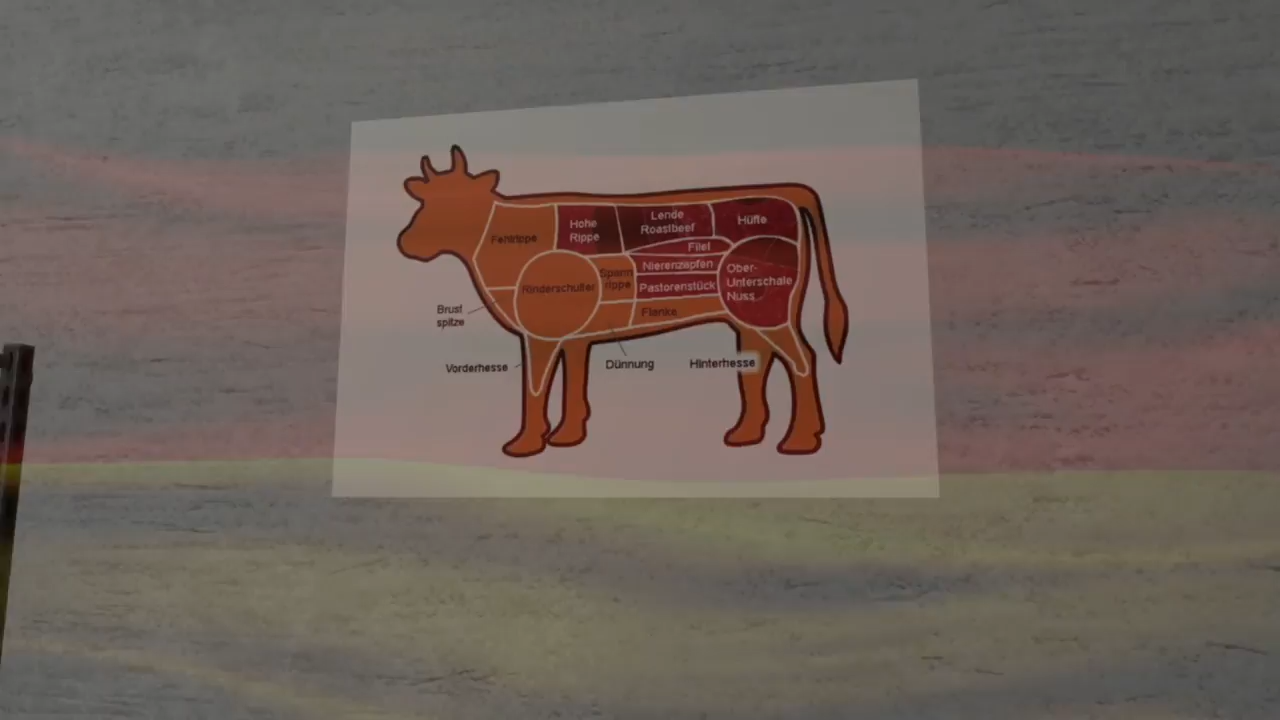 Hohe
Rippe
Lende
Roastbeef
Hüfte
Fehlrippe
Filet
Nierenzapfen
Spann
rippe
Ober-
Unterschale
Nuss
Rinderschulter
Pastorenstück
Brust
spitze
Flanke
Vorderhesse
Dünnung
Hinterhesse